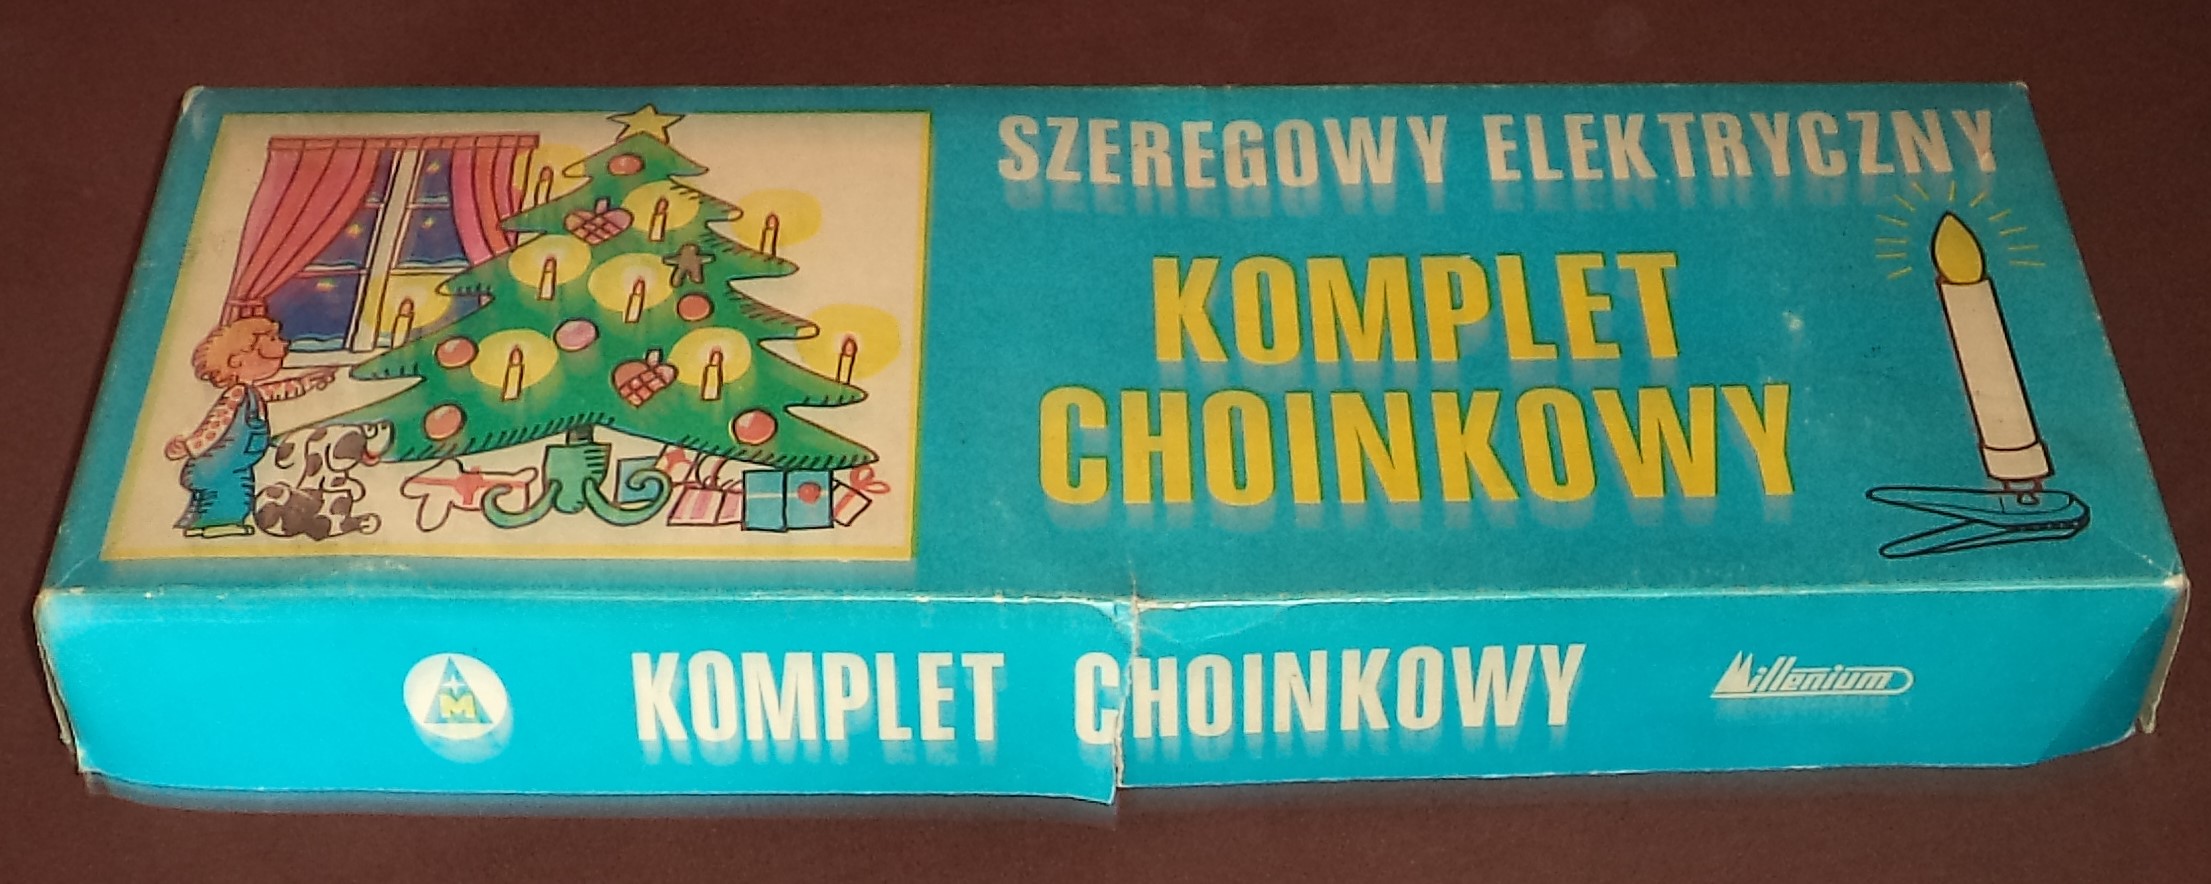 SZEREGOWY ELEKTRYCZNY
KOMPLET
CHOINKOWY
M
KOMPLET CHOINKOWY
Millenium